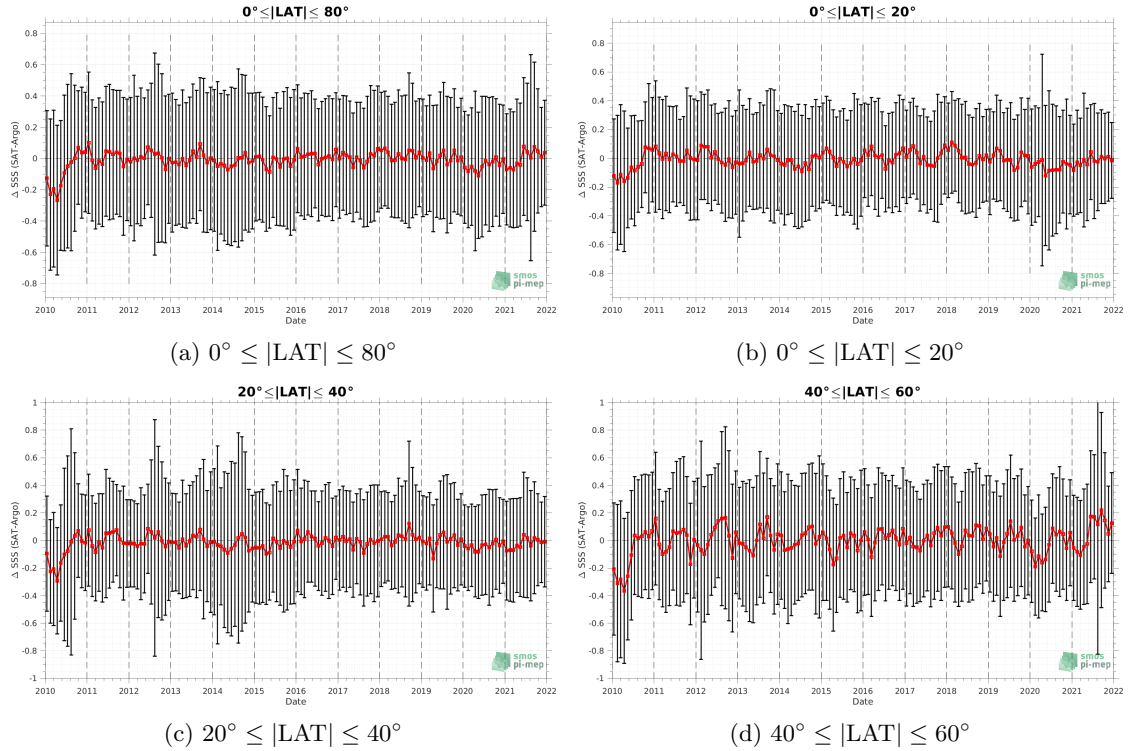 0°≤|LAT|≤ 80°
Δ SSS (SAT-Argo)
0.8
0.6
0.4
0.2
0
-0.2
-0.4
-0.6
-0.8
2010 2011 2012 2013 2014 2015 2016 2017 2018 2019 2020 2021 2022
Date
smos
pi-mep
(a) 0° ≤ |LAT| ≤ 80°
0°≤|LAT|≤ 20°
Δ SSS (SAT-Argo)
0.8
0.6
0.4
0.2
0
-0.2
-0.4
-0.6
-0.8
2010 2011 2012 2013 2014 2015 2016 2017 2018 2019 2020 2021 2022
Date
smos
pi-mep
(b) 0° ≤ |LAT| ≤ 20°
20°≤|LAT|≤ 40°
Δ SSS (SAT-Argo)
1
0.8
0.6
0.4
0.2
0
-0.2
-0.4
-0.6
-0.8
-1
2010 2011 2012 2013 2014 2015 2016 2017 2018 2019 2020 2021 2022
Date
smos
pi-mep
(c) 20° ≤ |LAT| ≤ 40°
40°≤|LAT|≤ 60°
Δ SSS (SAT-Argo)
1
0.8
0.6
0.4
0.2
0
-0.2
-0.4
-0.6
-0.8
-1
2010 2011 2012 2013 2014 2015 2016 2017 2018 2019 2020 2021 2022
Date
smos
pi-mep
(d) 40° ≤ |LAT| ≤ 60°